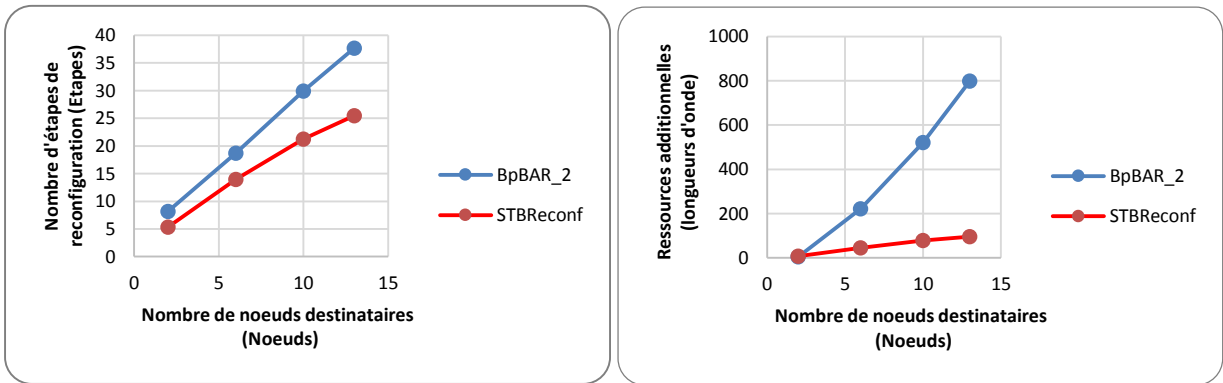 Nombre d'étapes de
reconfiguration (Etapes)
40
35
30
25
20
15
10
5
0
0
5
10
15
Nombre de noeuds destinataires
(Noeuds)
BpBAR_2
STBReconf
Ressources additionnelles
(longueurs d'onde)
1000
800
600
400
200
0
0
5
10
15
Nombre de noeuds destinataires
(Noeuds)
BpBAR_2
STBReconf